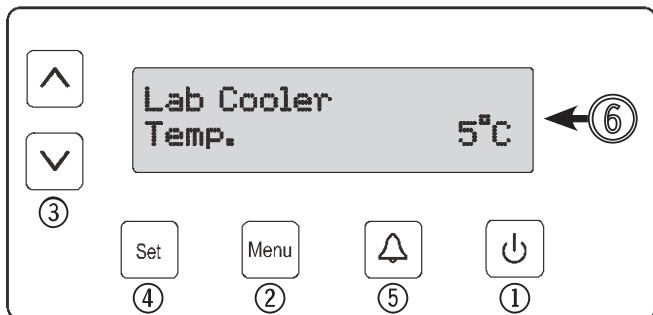 Lab Cooler
Temp. 5°C
⑥
③
Set Menu
④ ② ⑤ ①